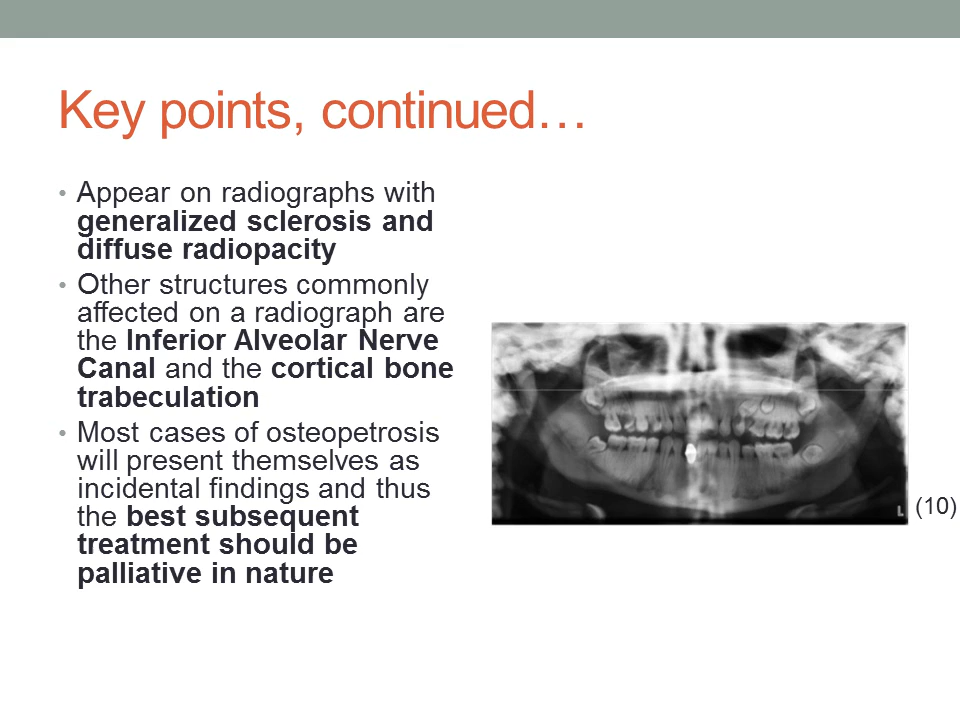 Key points, continued…
• Appear on radiographs with
generalized sclerosis and
diffuse radiopacity
• Other structures commonly
affected on a radiograph are
the Inferior Alveolar Nerve
Canal and the cortical bone
trabeculation
• Most cases of osteopetrosis
will present themselves as
incidental findings and thus
the best subsequent
treatment should be
palliative in nature
L
(10)